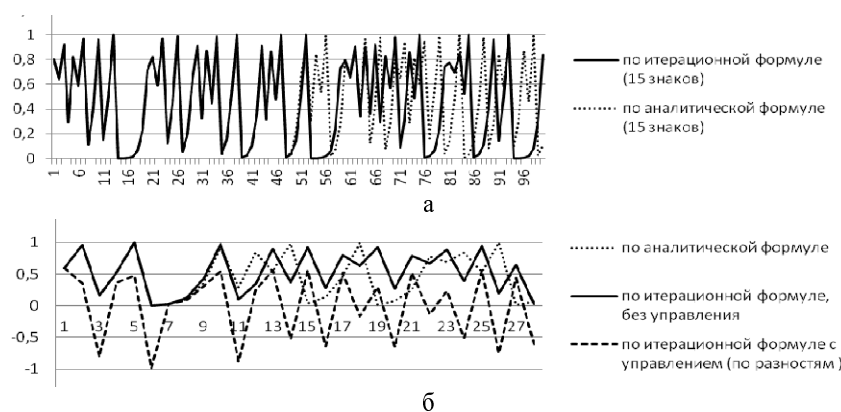 1
0,8
0,6
0,4
0,2
0
1 6 11 16 21 26 31 36 41 46 51 56 61 66 71 76 81 86 91 96
по итерационной формуле
(15 знаков)
по аналитической формуле
(15 знаков)
а
1
0,5
0
-0,5
-1
1 3 5 7 9 11 13 15 17 19 21 23 25 27
по аналитической формуле
по итерационной формуле,
без управления
по итерационной формуле с
управлением (по разностям)
б